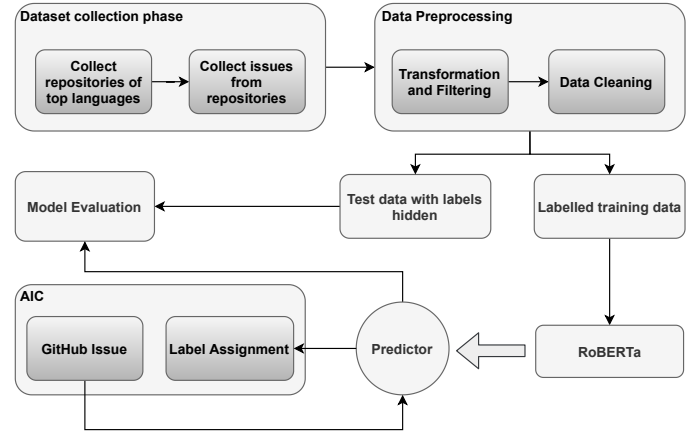 Dataset collection phase
Data Preprocessing
Collect
repositories of
top languages
Collect issues
from
repositories
Transformation
and Filtering
Data Cleaning
Model Evaluation
Test data with labels
hidden
Labelled training data
AIC
GitHub Issue
Label Assignment
Predictor
RoBERTa